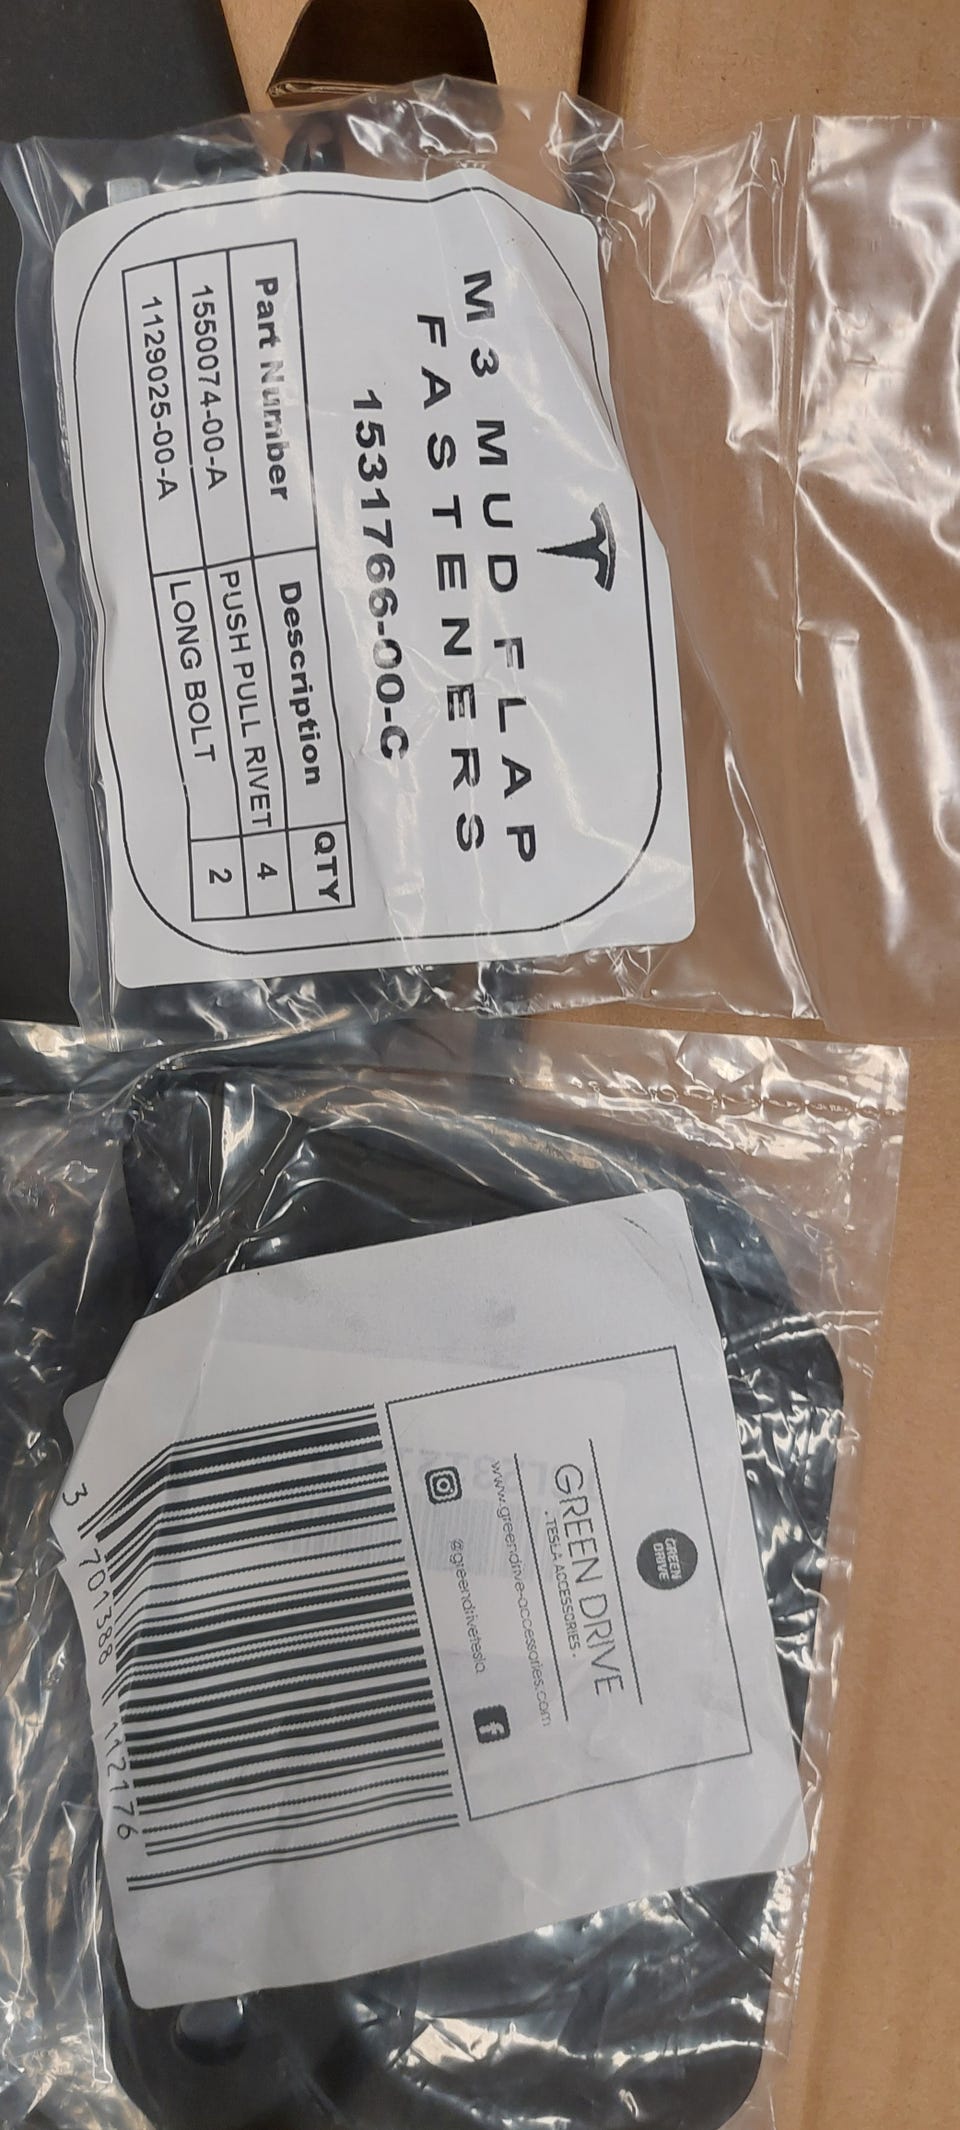 M3 MUD FLAP
FASTENERS
1531766-00-C
Part Number Description QTY
1550074-00-A PUSH PULL RIVET 4
1129025-00-A LONG BOLT 2
GREEN
DRIVE
GREEN DRIVE
.TESLA ACCESSORIES.
www.greendrive-accessories.com
@greendrivetesla
3 701388 112176